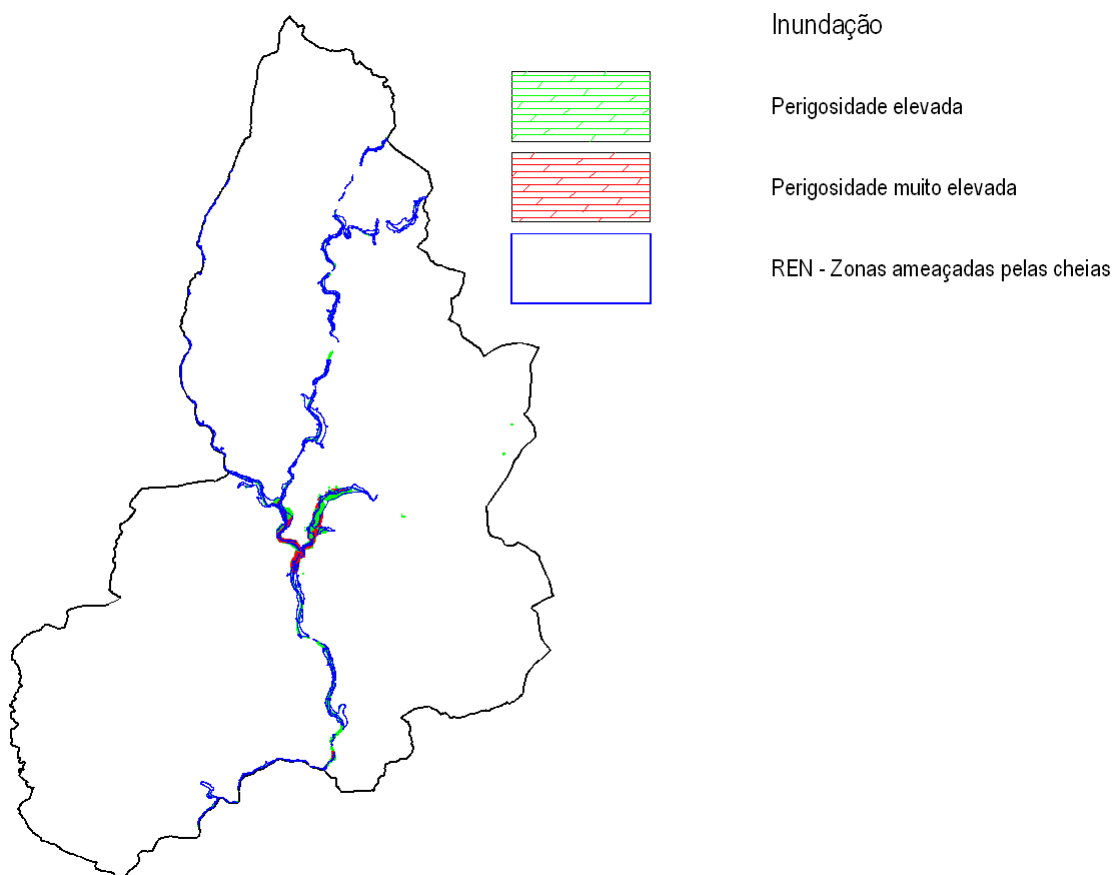 Inundação
Perigosidade elevada
Perigosidade muito elevada
REN - Zonas ameaçadas pelas cheias